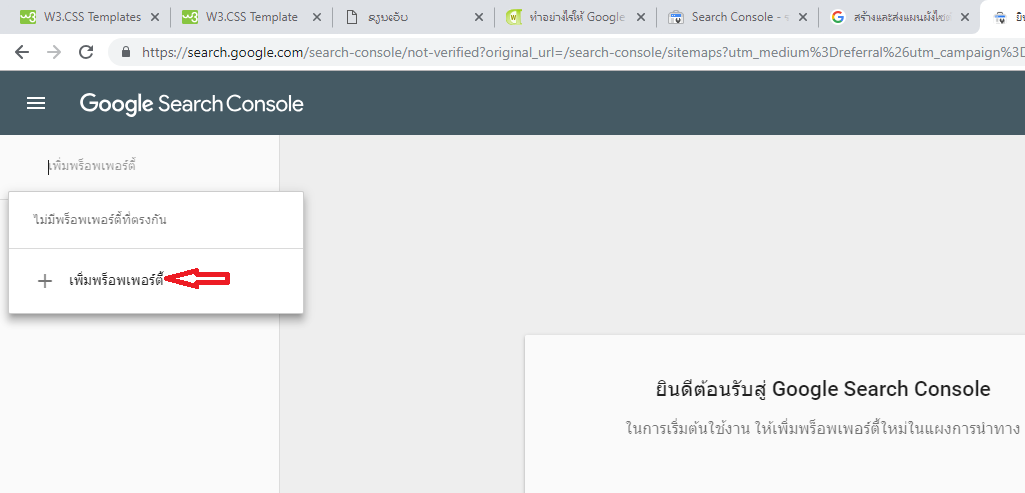 W3.CSS Templates
W3.CSS Template
ຊຽບເອັບ
ทำอย่างไรให้ Google
Search Console - ร
สร้างและส่งแผนผังไซต์
https://search.google.com/search-console/not-verified?original_url=/search-console/sitemaps?utm_medium%3Dreferral%26utm_campaign%3D
Google Search Console
เพิ่มพร็อพเพอร์ตี้
ไม่มีพร็อพเพอร์ตี้ที่ตรงกัน
เพิ่มพร็อพเพอร์ตี้
ยินดีต้อนรับสู่ Google Search Console
ในการเริ่มต้นใช้งาน ให้เพิ่มพร็อพเพอร์ตี้ใหม่ในแผงการนำทาง